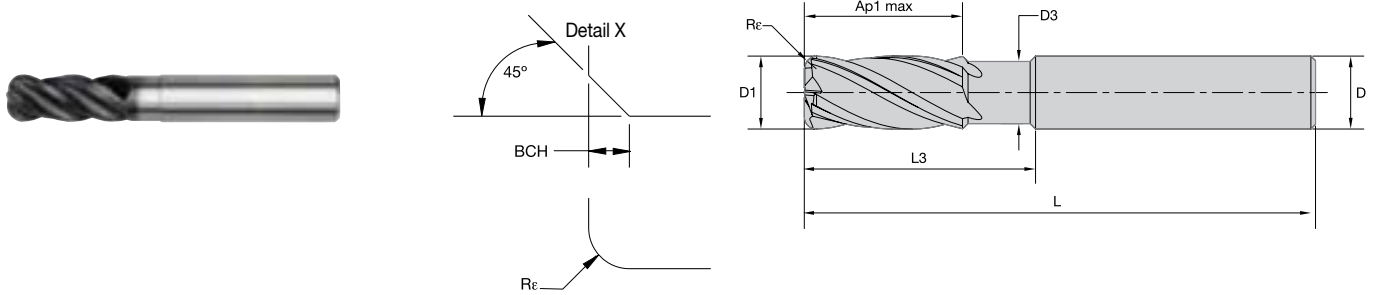 Detail X
45°
BCH
Rε
Ap1 max
Rε
D3
D1
D
L3
L